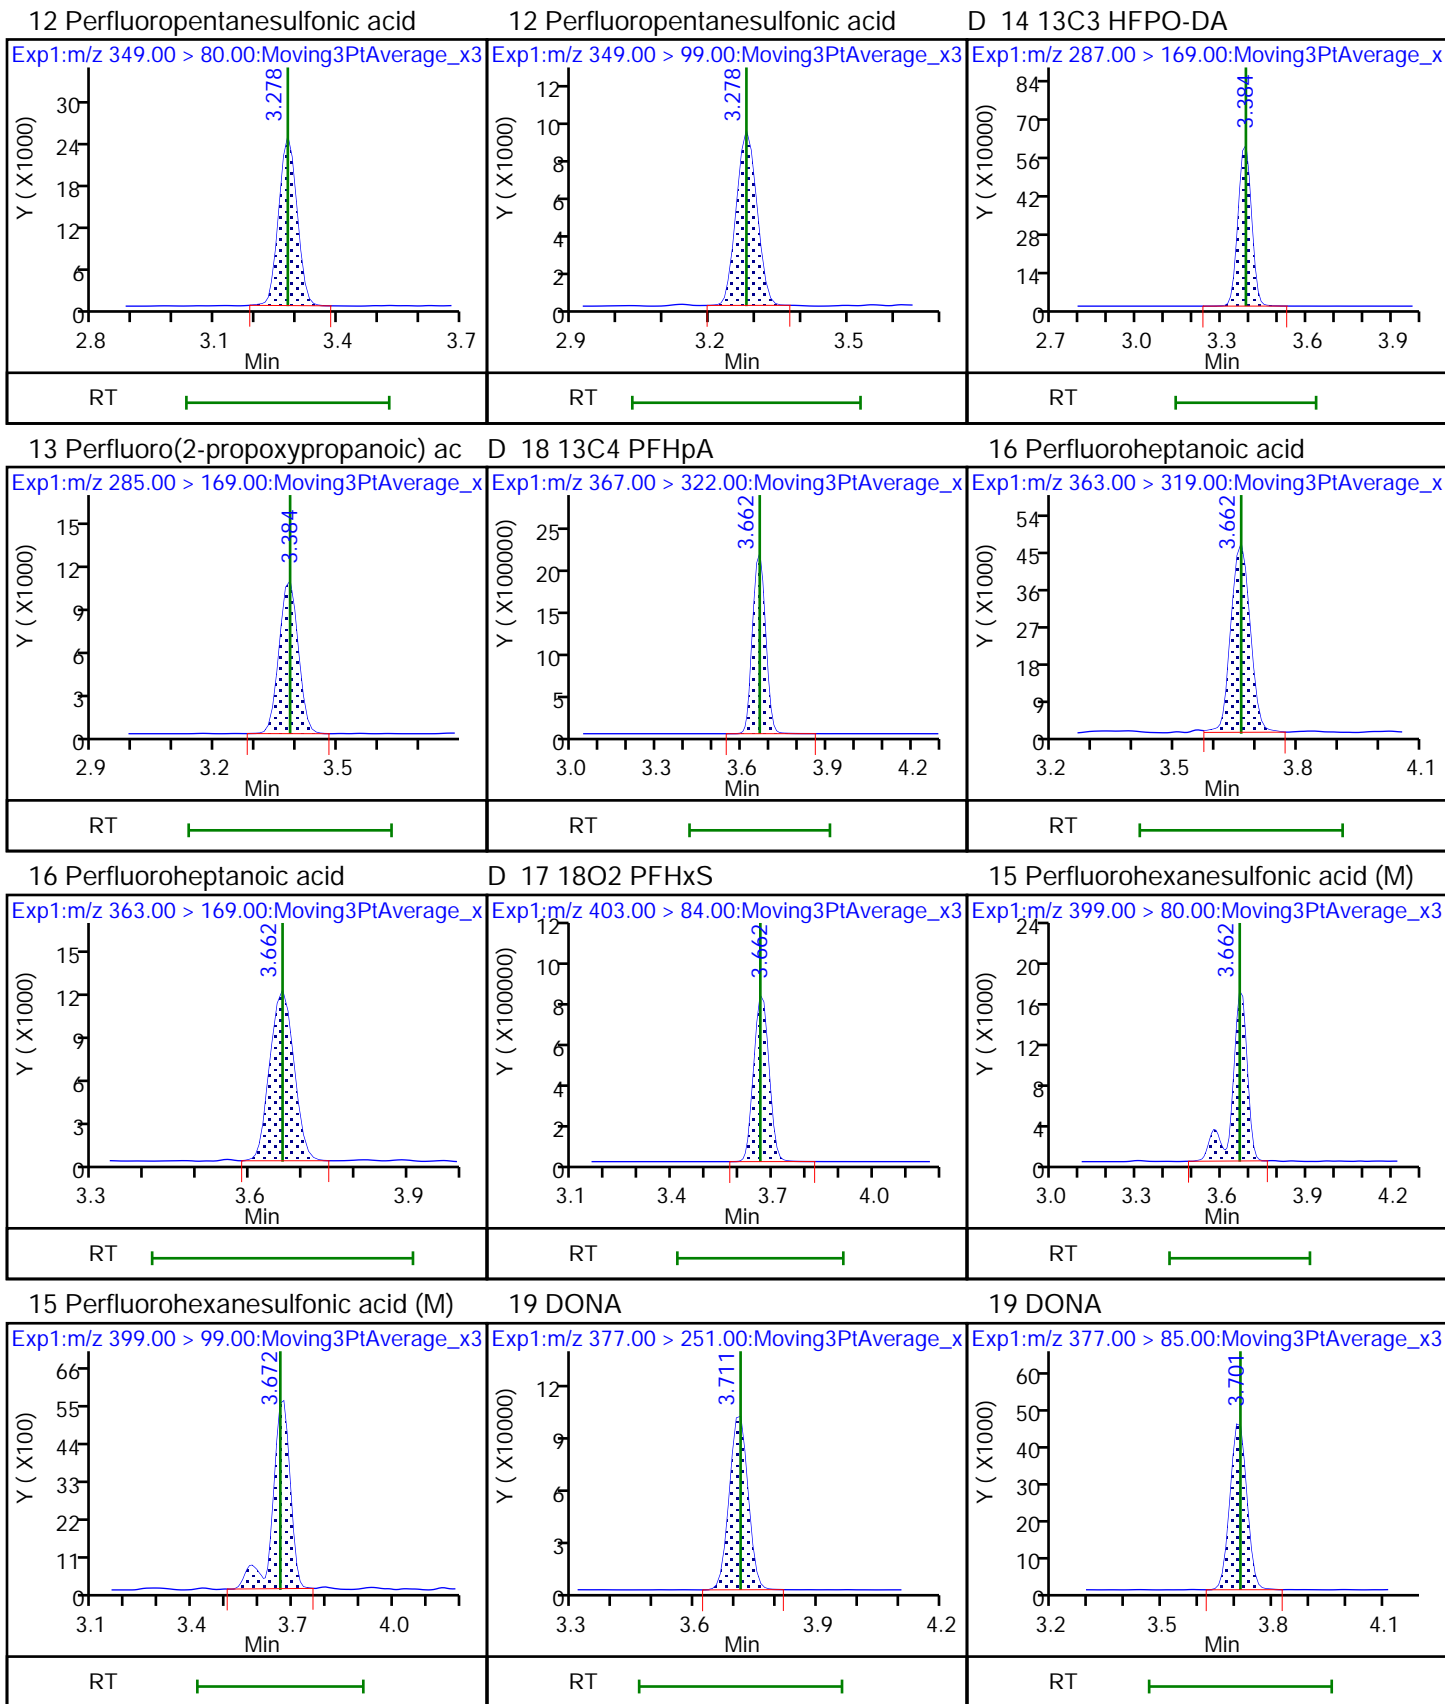 12 Perfluoropentanesulfonic acid
Exp1:m/z 349.00 > 80.00:Moving3PtAverage_x3
3.278
Y ( X1000)
30
24
18
12
6
0
2.8 3.1 3.4 3.7
Min
RT
12 Perfluoropentanesulfonic acid
Exp1:m/z 349.00 > 99.00:Moving3PtAverage_x3
3.278
Y ( X1000)
12
10
8
6
4
2
0
2.9 3.2 3.5
Min
RT
D 14 13C3 HFPO-DA
Exp1:m/z 287.00 > 169.00:Moving3PtAverage_x
3.384
Y ( X10000)
84
70
56
42
28
14
0
2.7 3.0 3.3 3.6 3.9
Min
RT
13 Perfluoro(2-propoxypropanoic) ac
Exp1:m/z 285.00 > 169.00:Moving3PtAverage_x
3.384
Y ( X1000)
15
12
9
6
3
0
2.9 3.2 3.5
Min
RT
D 18 13C4 PFHpA
Exp1:m/z 367.00 > 322.00:Moving3PtAverage_x
3.662
Y ( X100000)
25
20
15
10
5
0
3.0 3.3 3.6 3.9 4.2
Min
RT
16 Perfluoroheptanoic acid
Exp1:m/z 363.00 > 319.00:Moving3PtAverage_x
3.662
Y ( X1000)
54
45
36
27
18
9
0
3.2 3.5 3.8 4.1
Min
RT
16 Perfluoroheptanoic acid
Exp1:m/z 363.00 > 169.00:Moving3PtAverage_x
3.662
Y ( X1000)
15
12
9
6
3
0
3.3 3.6 3.9
Min
RT
D 17 18O2 PFHxS
Exp1:m/z 403.00 > 84.00:Moving3PtAverage_x3
3.662
Y ( X100000)
12
10
8
6
4
2
0
3.1 3.4 3.7 4.0
Min
RT
15 Perfluorohexanesulfonic acid (M)
Exp1:m/z 399.00 > 80.00:Moving3PtAverage_x3
3.662
Y ( X1000)
24
20
16
12
8
4
0
3.0 3.3 3.6 3.9 4.2
Min
RT
15 Perfluorohexanesulfonic acid (M)
Exp1:m/z 399.00 > 99.00:Moving3PtAverage_x3
3.672
Y ( X100)
66
55
44
33
22
11
0
3.1 3.4 3.7 4.0
Min
RT
19 DONA
Exp1:m/z 377.00 > 251.00:Moving3PtAverage_x
3.711
Y ( X10000)
12
9
6
3
0
3.3 3.6 3.9 4.2
Min
RT
19 DONA
Exp1:m/z 377.00 > 85.00:Moving3PtAverage_x3
3.701
Y ( X1000)
60
50
40
30
20
10
0
3.2 3.5 3.8 4.1
Min
RT